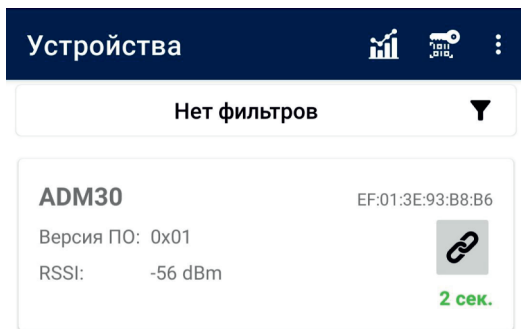 Устройства
Нет фильтров
ADM30
EF:01:3E:93:B8:B6
Версия ПО: 0x01
RSSI: -56 dBm
2 сек.